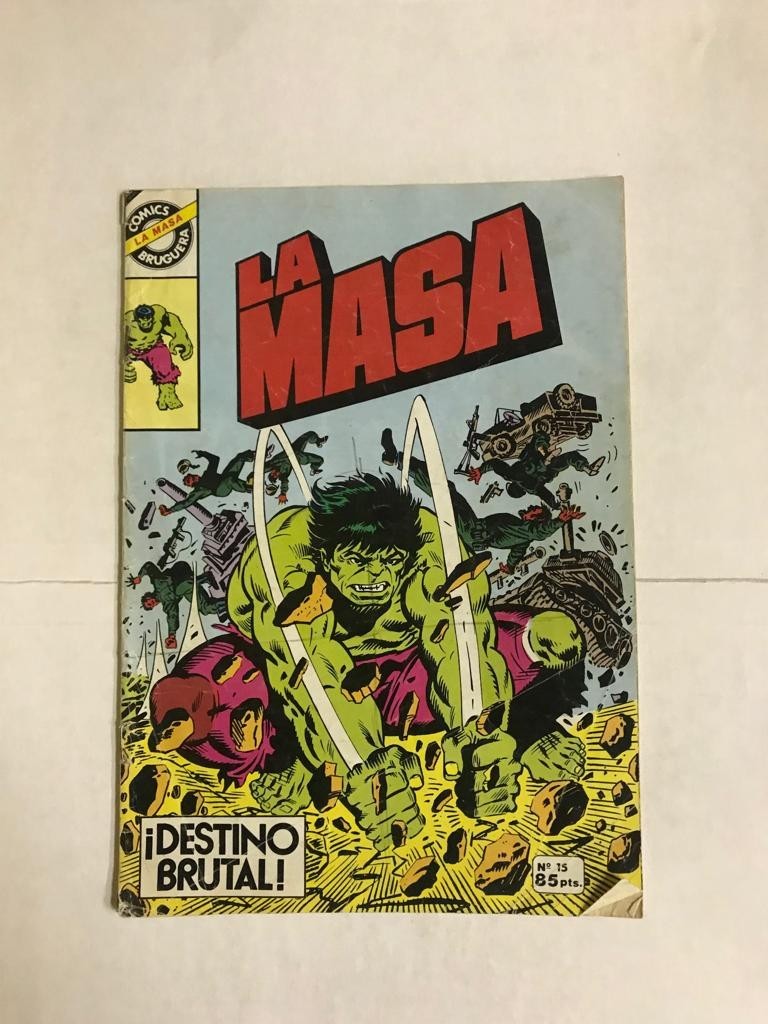 COMICS
LA MASA
BRUGUERA
LA
MASA
¡DESTINO
BRUTAL!
Nº 15
85 pts.